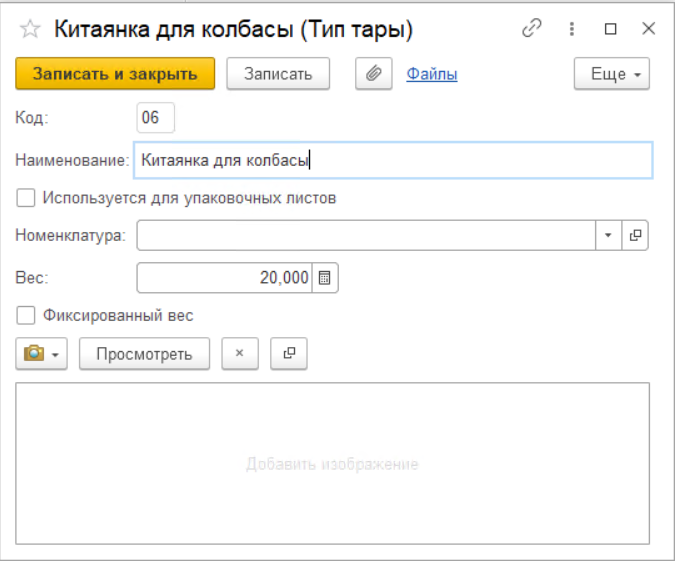 Китаянка для колбасы (Тип тары)
Записать и закрыть Записать Файлы Еще
Код: 06
Наименование: Китаянка для колбасы
Используется для упаковочных листов
Номенклатура:
Вес: 20,000
Фиксированный вес
Просмотреть
Добавить изображение